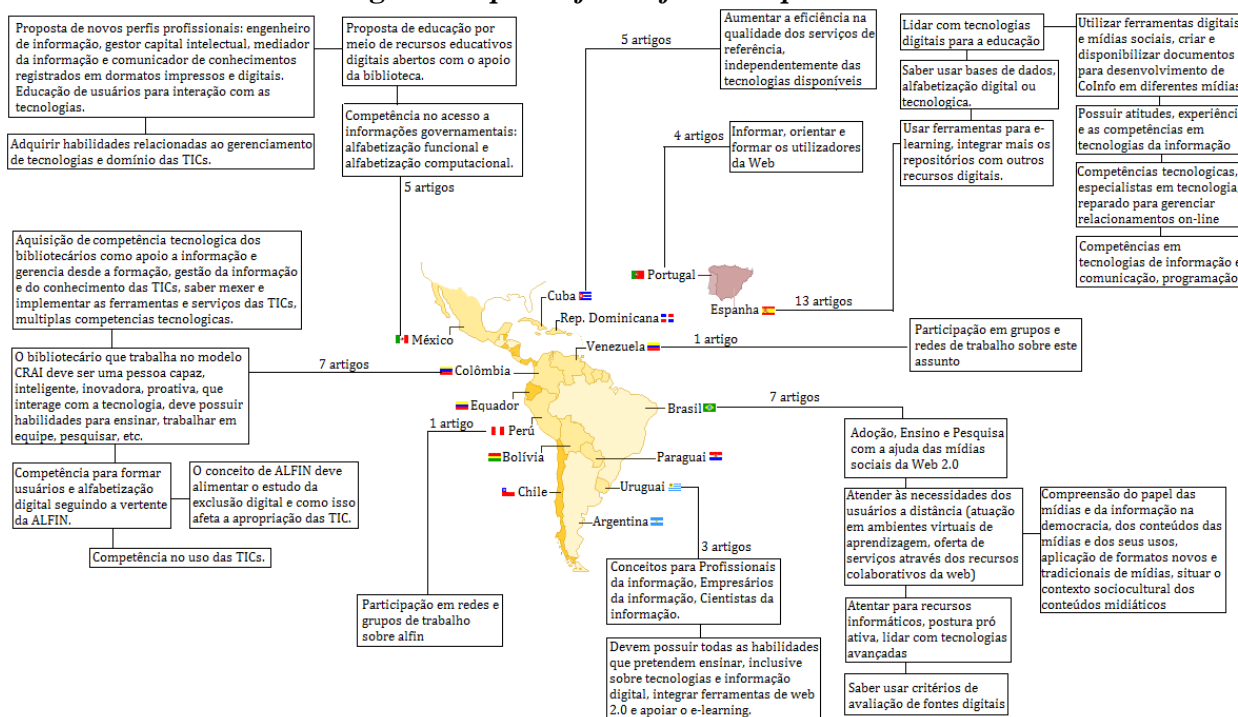 Proposta de novos perfis profissionais: engenheiro
de informação, gestor capital intelectual, mediador
da informação e comunicador de conhecimentos
registrados em dormatos impressos e digitais.
Educação de usuários para interação com as
tecnologias.
Adquirir habilidades relacionadas ao gerenciamento
de tecnologias e domínio das TICs.
Proposta de educação por
meio de recursos educativos
digitais abertos com o apoio
da biblioteca.
Competência no acesso a
informações governamentais:
alfabetização funcional e
alfabetização computacional.
5 artigos
5 artigos
Aumentar a eficiência na
qualidade dos serviços de
referência,
independentemente das
tecnologias disponíveis
4 artigos
Informar, orientar e
formar os utilizadores
da Web
Lidar com tecnologias
digitais para a educação
Saber usar bases de dados,
alfabetização digital ou
tecnologica.
Usar ferramentas para e-
learning, integrar mais os
repositórios com outros
recursos digitais.
Utilizar ferramentas digitais
e mídias sociais, criar e
disponibilizar documentos
para desenvolvimento de
CoInfo em diferentes mídias
Possuir atitudes, experiênci
e as competências em
tecnologias da informação
Competências tecnologicas,
especialistas em tecnologia,
reparado para gerenciar
relacionamentos on-line
Competências em
tecnologias de informação e
comunicação, programação
Aquisição de competência tecnologica dos
bibliotecários como apoio a informação e
gerencia desde a formação, gestão da informação
e do conhecimento das TICs, saber mexer e
implementar as ferramentas e serviços das TICs,
multiplas competencias tecnologicas.
O bibliotecário que trabalha no modelo
CRAI deve ser uma pessoa capaz,
inteligente, inovadora, proativa, que
interage com a tecnologia, deve possuir
habilidades para ensinar, trabalhar em
equipe, pesquisar, etc.
Competência para formar
usuários e alfabetização
digital seguindo a vertente
da ALFIN.
O conceito de ALFIN deve
alimentar o estudo da
exclusão digital e como isso
afeta a apropriação das TIC.
Competência no uso das TICs.
7 artigos
México
Cuba
Rep. Dominicana
Portugal
Espanha
13 artigos
Venezuela
1 artigo
Participação em grupos e
redes de trabalho sobre este
assunto
Colômbia
Equador
1 artigo
Perú
Bolívia
Chile
Brasil
7 artigos
Paraguai
Uruguai
Argentina
3 artigos
Participação em redes e
grupos de trabalho
sobre alfin
Conceitos para Profissionais
da informação, Empresários
da informação, Cientistas da
informação.
Devem possuir todas as habilidades
que pretendem ensinar, inclusive
sobre tecnologias e informação
digital, integrar ferramentas de web
2.0 e apoiar o e-learning.
Adoção, Ensino e Pesquisa
com a ajuda das mídias
sociais da Web 2.0
Atender às necessidades dos
usuários a distância (atuação
em ambientes virtuais de
aprendizagem, oferta de
serviços através dos recursos
colaborativos da web)
Compreensão do papel das
mídias e da informação na
democracia, dos conteúdos das
mídias e dos seus usos,
aplicação de formatos novos e
tradicionais de mídias, situar o
contexto sociocultural dos
conteúdos midiáticos
Atentar para recursos
informáticos, postura pró
ativa, lidar com tecnologias
avançadas
Saber usar critérios de
avaliação de fontes digitais